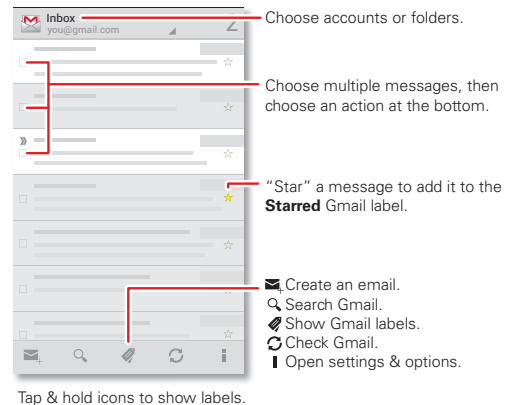 Inbox
you@gmail.com
2
Choose accounts or folders.
Choose multiple messages, then
choose an action at the bottom.
“Star” a message to add it to the
Starred Gmail label.
Create an email.
Search Gmail.
Show Gmail labels.
Check Gmail.
Open settings & options.
Tap & hold icons to show labels.